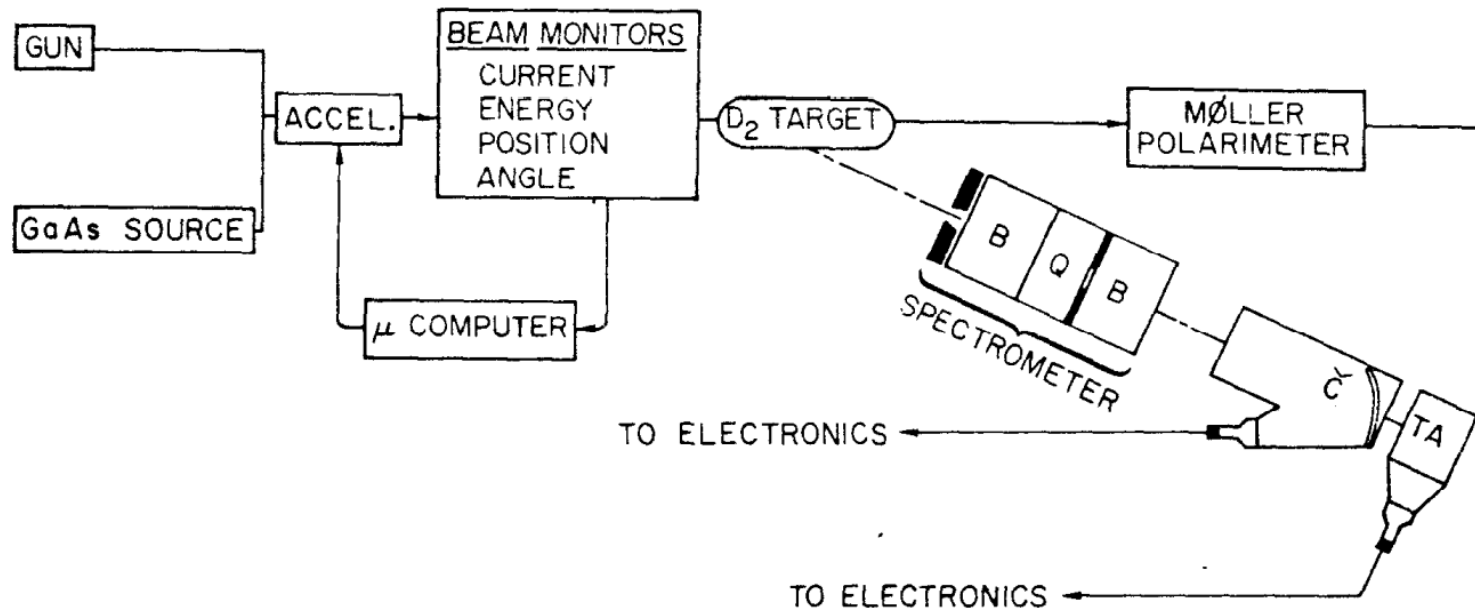 GUN
GaAs SOURCE
ACCEL.
BEAM MONITORS
CURRENT
ENERGY
POSITION
ANGLE
μ COMPUTER
D2 TARGET
MØLLER
POLARIMETER
B
Q
B
SPECTROMETER
Č
TA
TO ELECTRONICS
TO ELECTRONICS